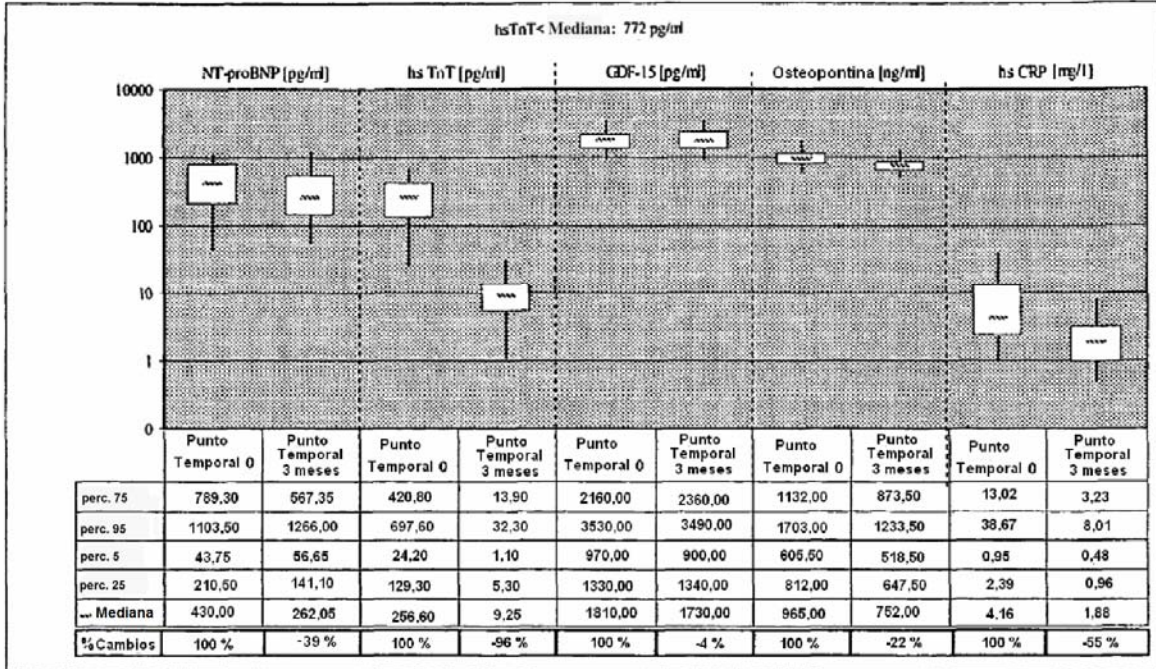 hsTnT< Mediana: 772 pg/ml
NT-proBNP [pg/ml] hs TnT [pg/ml] GDF-15 [pg/ml] Osteopontina [ng/ml] hs CRP [mg/l]
10000
1000
100
10
1
0
Punto Temporal 0 Punto Temporal 3 meses Punto Temporal 0 Punto Temporal 3 meses Punto Temporal 0 Punto Temporal 3 meses Punto Temporal 0 Punto Temporal 3 meses Punto Temporal 0 Punto Temporal 3 meses
perc. 75 789,30 567,35 420,80 13,90 2160,00 2360,00 1132,00 873,50 13,02 3,23
perc. 95 1103,50 1266,00 697,60 32,30 3530,00 3490,00 1703,00 1233,50 38,67 8,01
perc. 5 43,75 56,65 24,20 1,10 970,00 900,00 605,50 518,50 0,95 0,48
perc. 25 210,50 141,10 129,30 5,30 1330,00 1340,00 812,00 647,50 2,39 0,96
Mediana 430,00 262,05 256,60 9,25 1810,00 1730,00 965,00 752,00 4,16 1,88
%Cambios 100 % -39 % 100 % -96 % 100 % -4 % 100 % -22 % 100 % -55 %